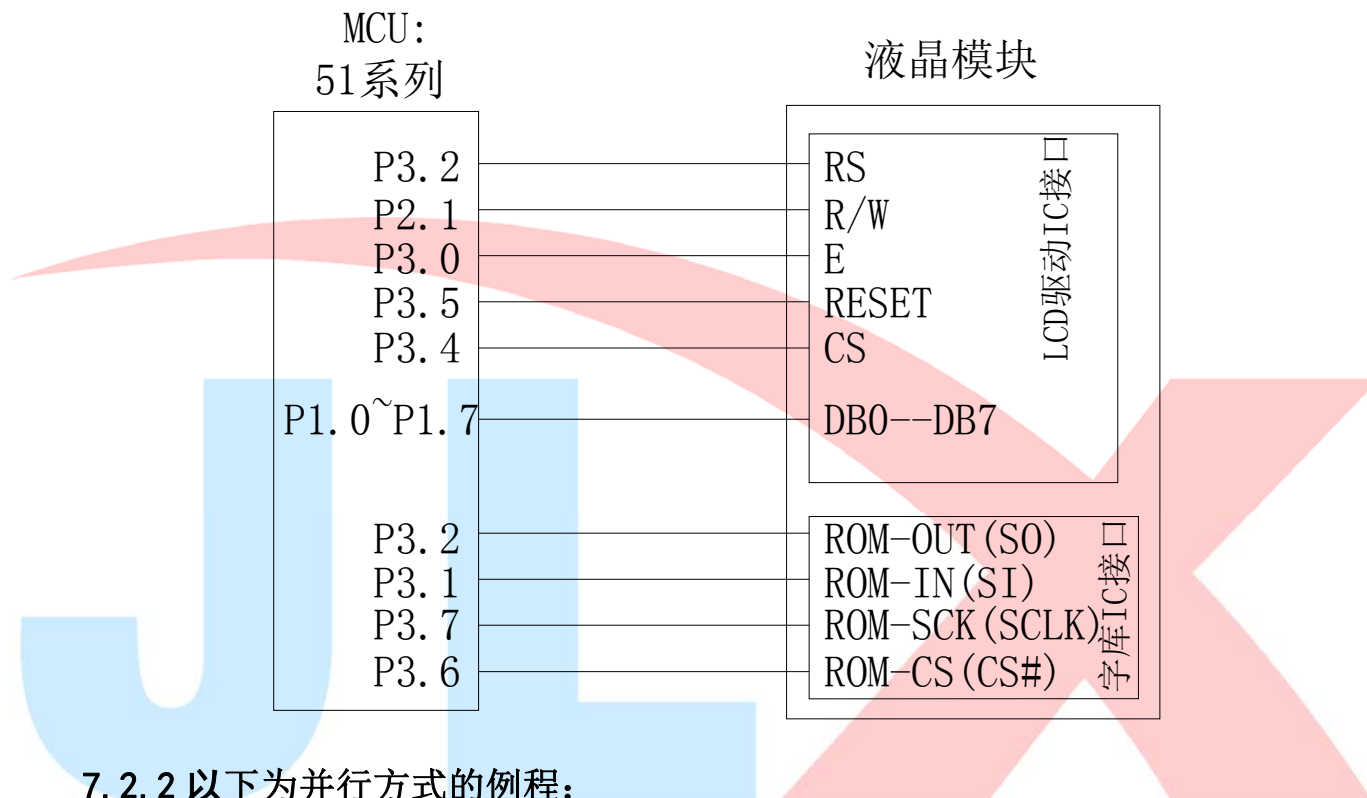 MCU:
51系列
液晶模块
P3.2
P2.1
P3.0
P3.5
P3.4
P1.0~P1.7
RS
R/W
E
RESET
CS
DB0--DB7
LCD驱动IC接口
P3.2
P3.1
P3.7
P3.6
ROM-OUT(SO)
ROM-IN(SI)
ROM-SCK(SCLK)
ROM-CS(CS#)
字库IC接口
JLX
7.2.2以下为并行方式的例程: